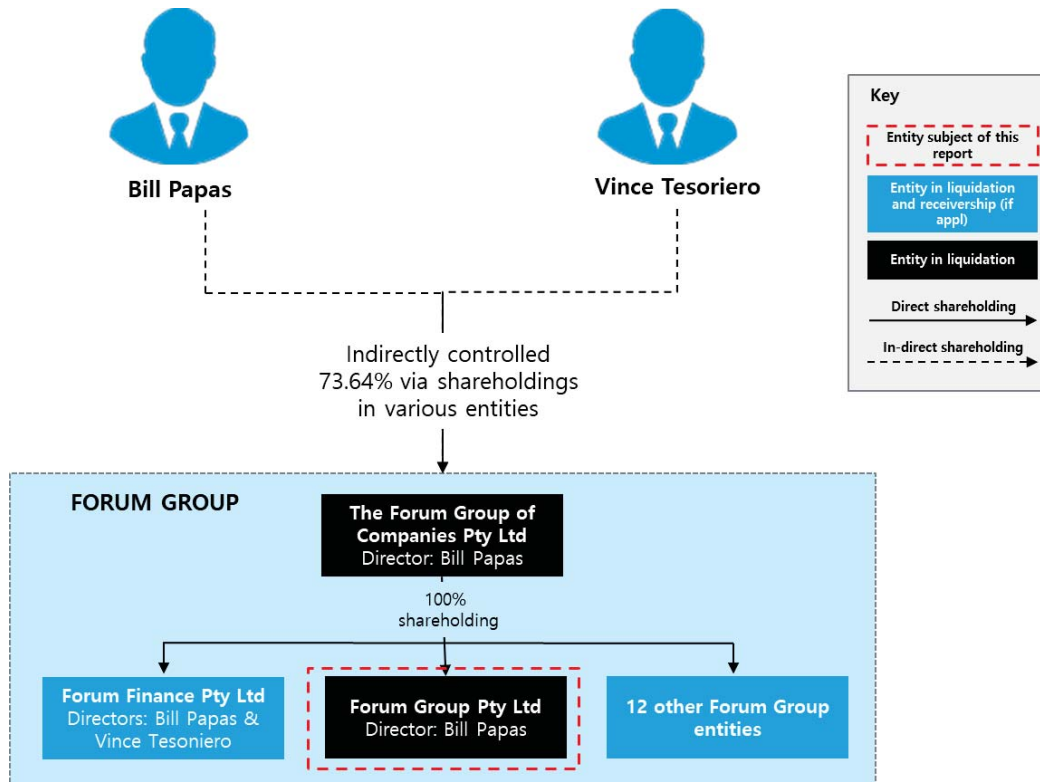 Bill Papas
Vince Tesoriero
Key
Entity subject of this
report
Entity in liquidation
and receivership (if
appl)
Entity in liquidation
Direct shareholding
In-direct shareholding
Indirectly controlled
73.64% via shareholdings
in various entities
FORUM GROUP
The Forum Group of
Companies Pty Ltd
Director: Bill Papas
100%
shareholding
Forum Finance Pty Ltd
Directors: Bill Papas &
Vince Tesoniero
Forum Group Pty Ltd
Director: Bill Papas
12 other Forum Group
entities